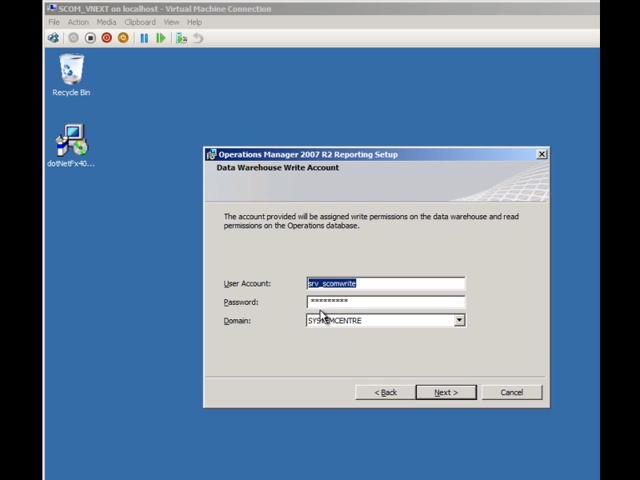 SCOM_VNEXT on localhost - Virtual Machine Connection
File Action Media Clipboard View Help
Recycle Bin
dotNetFx40...
Operations Manager 2007 R2 Reporting Setup
Data Warehouse Write Account
The account provided will be assigned write permissions on the data warehouse and read
permissions on the Operations database.
User Account: srv_scomwrite
Password: *********
Domain: SYSTEMCENTRE
< Back Next > Cancel